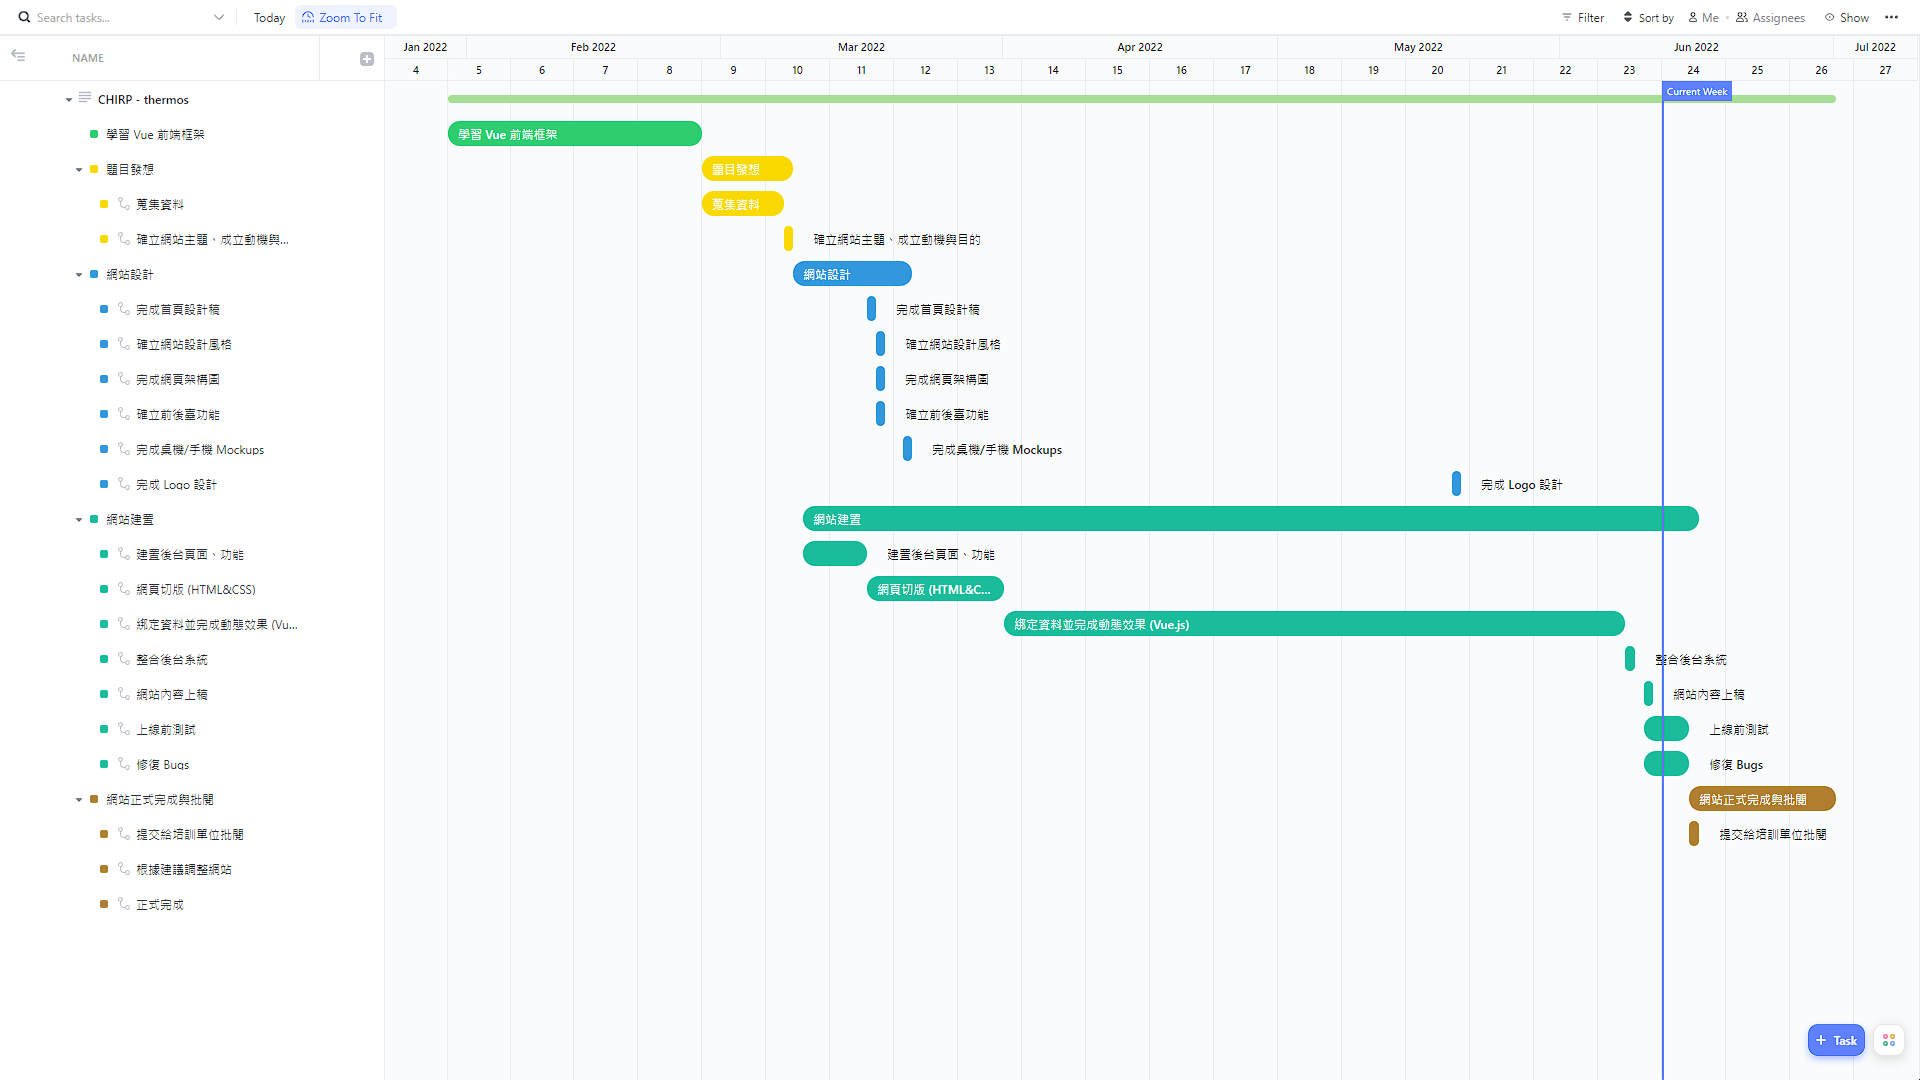 Search tasks...
Today
Zoom To Fit
Filter
Sort by
Me
Assignees
Show
NAME
Jan 2022
Feb 2022
Mar 2022
Apr 2022
May 2022
Jun 2022
Jul 2022
4 5 6 7 8 9 10 11 12 13 14 15 16 17 18 19 20 21 22 23 24 25 26 27
Current Week
CHIRP - thermos
學習 Vue 前端框架
學習 Vue 前端框架
題目發想
題目發想
蒐集資料
蒐集資料
確立網站主題、成立動機與...
確立網站主題、成立動機與目的
網站設計
網站設計
完成首頁設計稿
完成首頁設計稿
確立網站設計風格
確立網站設計風格
完成網頁架構圖
完成網頁架構圖
確立前後臺功能
確立前後臺功能
完成桌機/手機 Mockups
完成桌機/手機 Mockups
完成 Logo 設計
完成 Logo 設計
網站建置
網站建置
建置後台頁面、功能
建置後台頁面、功能
網頁切版 (HTML&CSS)
網頁切版 (HTML&C...
綁定資料並完成動態效果 (Vu...
綁定資料並完成動態效果 (Vue.js)
整合後台系統
整合後台系統
網站內容上稿
網站內容上稿
上線前測試
上線前測試
修復 Bugs
修復 Bugs
網站正式完成與批閱
網站正式完成與批閱
提交給培訓單位批閱
提交給培訓單位批閱
根據建議調整網站
正式完成
+ Task